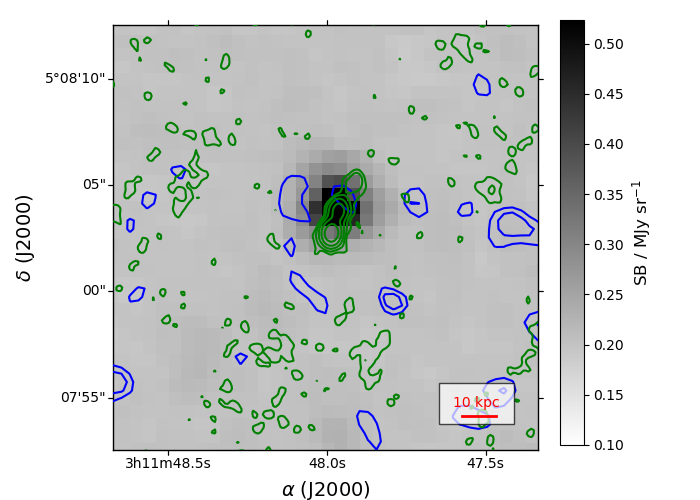 5°08'10"
05"
00"
07'55"
δ (J2000)
3h11m48.5s
48.0s
47.5s
α (J2000)
10 kpc
0.50
0.45
0.40
0.35
0.30
0.25
0.20
0.15
0.10
SB / MJy sr⁻¹